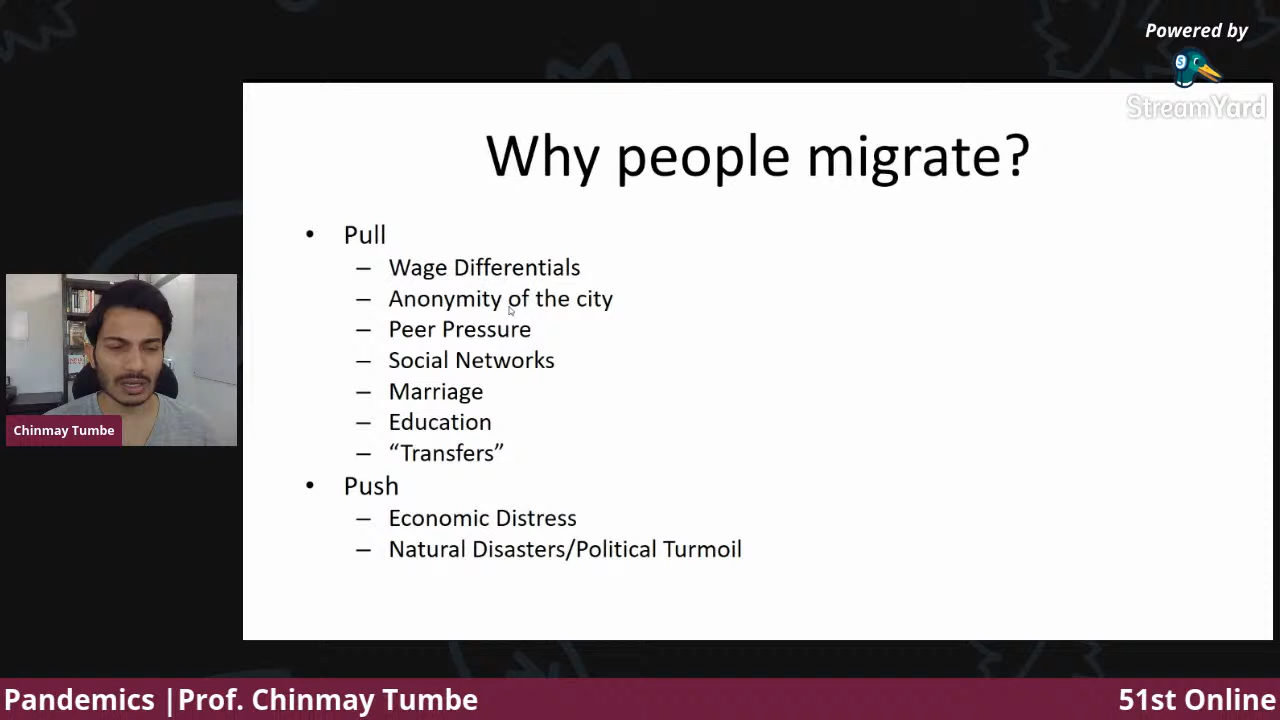 Powered by
StreamYard
Why people migrate?
• Pull
– Wage Differentials
– Anonymity of the city
– Peer Pressure
– Social Networks
– Marriage
– Education
– “Transfers”
• Push
– Economic Distress
– Natural Disasters/Political Turmoil
Chinmay Tumbe
Pandemics |Prof. Chinmay Tumbe
51st Online